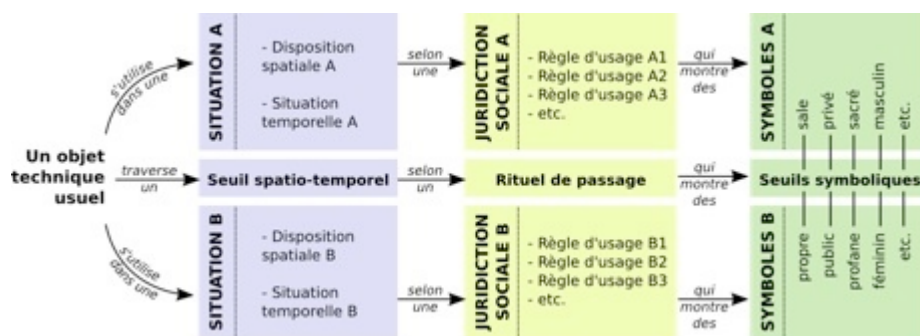 s'utilise
dans une
SITUATION A
- Disposition
spatiale A
- Situation
temporelle A
selon
une
JURIDICTION
SOCIALE A
- Règle d'usage A1
- Règle d'usage A2
- Règle d'usage A3
- etc.
qui
montre
des
SYMBOLES A
sale
privé
sacré
masculin
etc.
Un objet
technique
usuel
traverse
un
Seuil spatio-temporel
selon
un
Rituel de passage
qui
montre
des
Seuils symboliques
s'utilise
dans une
SITUATION B
- Disposition
spatiale B
- Situation
temporelle B
selon
une
JURIDICTION
SOCIALE B
- Règle d'usage B1
- Règle d'usage B2
- Règle d'usage B3
- etc.
qui
montre
des
SYMBOLES B
propre
public
profane
féminin
etc.